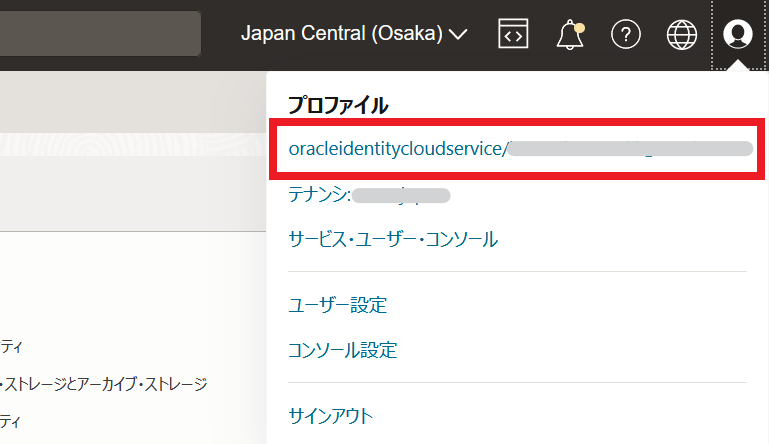 Japan Central (Osaka)
プロファイル
oracleidentitycloudservice/
テナンシ:
サービス・ユーザー・コンソール
ユーザー設定
ティ
コンソール設定
・ストレージとアーカイブ・ストレージ
サインアウト
ティ